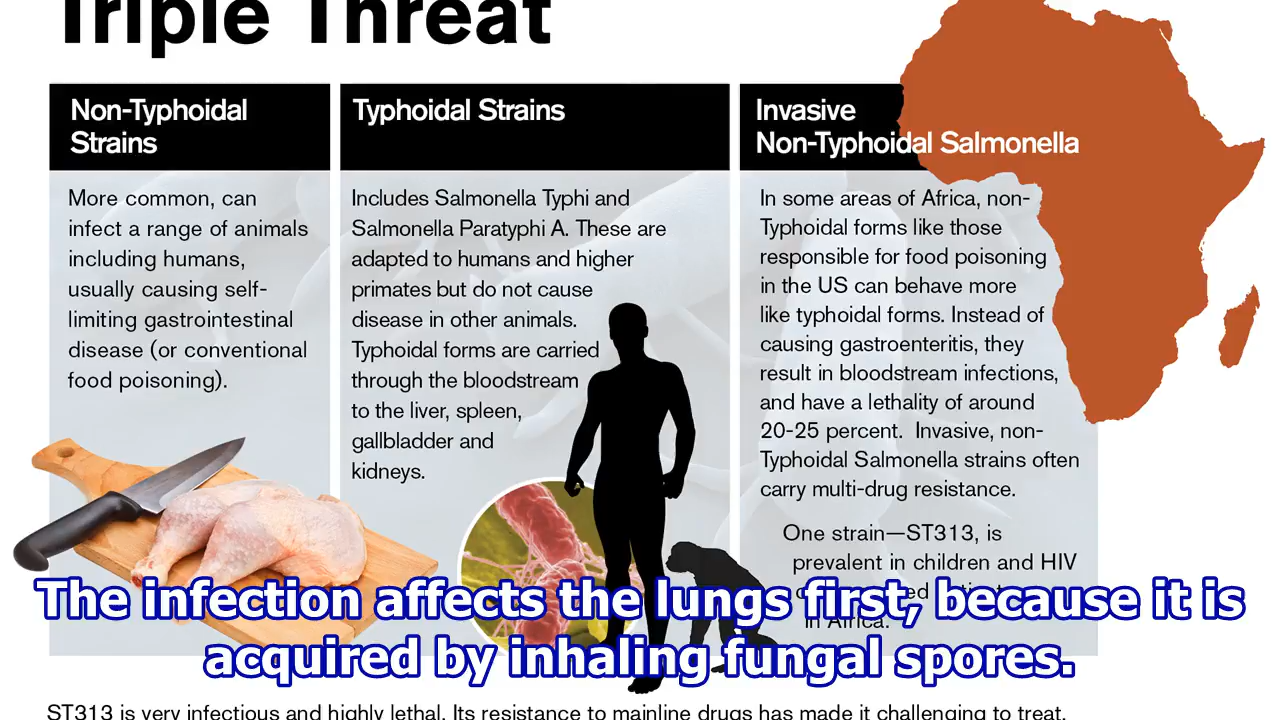 Triple Threat
Non-Typhoidal
Strains
More common, can
infect a range of animals
including humans,
usually causing self-
limiting gastrointestinal
disease (or conventional
food poisoning).
Typhoidal Strains
Includes Salmonella Typhi and
Salmonella Paratyphi A. These are
adapted to humans and higher
primates but do not cause
disease in other animals.
Typhoidal forms are carried
through the bloodstream
to the liver, spleen,
gallbladder and
kidneys.
Invasive
Non-Typhoidal Salmonella
In some areas of Africa, non-
Typhoidal forms like those
responsible for food poisoning
in the US can behave more
like typhoidal forms. Instead of
causing gastroenteritis, they
result in bloodstream infections,
and have a lethality of around
20-25 percent. Invasive, non-
Typhoidal Salmonella strains often
carry multi-drug resistance.
One strain—ST313, is
prevalent in children and HIV
in Africa.
The infection affects the lungs first, because it is
acquired by inhaling fungal spores.
ST313 is very infectious and highly lethal. Its resistance to mainline drugs has made it challenging to treat.